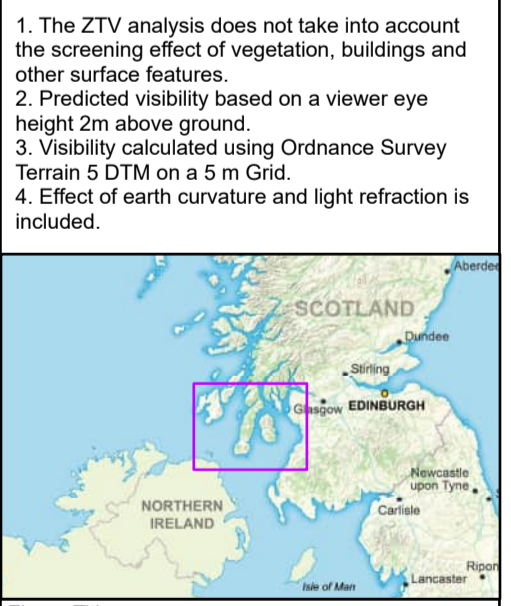 1. The ZTV analysis does not take into account
the screening effect of vegetation, buildings and
other surface features.
2. Predicted visibility based on a viewer eye
height 2m above ground.
3. Visibility calculated using Ordnance Survey
Terrain 5 DTM on a 5 m Grid.
4. Effect of earth curvature and light refraction is
included.
Aberdee
SCOTLAND
Dundee
Stirling
Glasgow
EDINBURGH
Newcastle
upon Tyne
Carlisle
NORTHERN
IRELAND
Ripon
Isle of Man
Lancaster